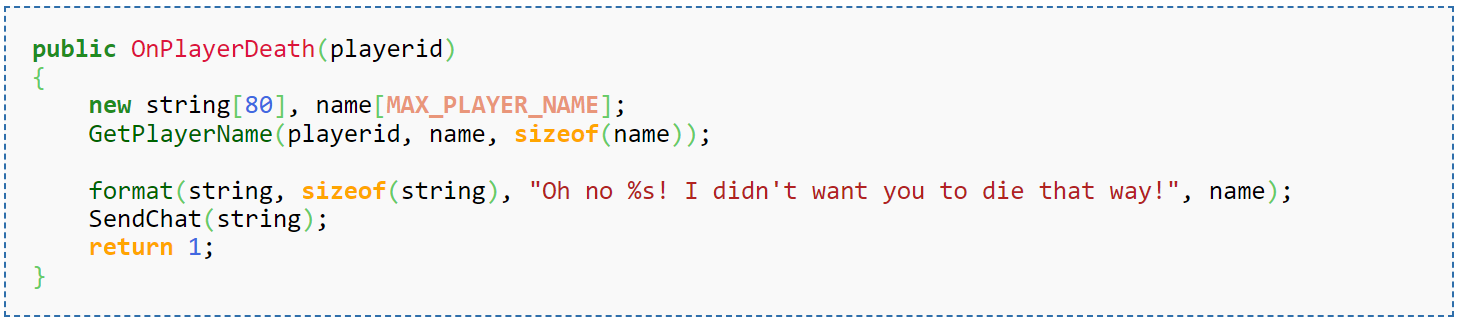 public OnPlayerDeath(playerid)
{
    new string[80], name[MAX_PLAYER_NAME];
    GetPlayerName(playerid, name, sizeof(name));

    format(string, sizeof(string), "Oh no %s! I didn't want you to die that way!", name);
    SendChat(string);
    return 1;
}